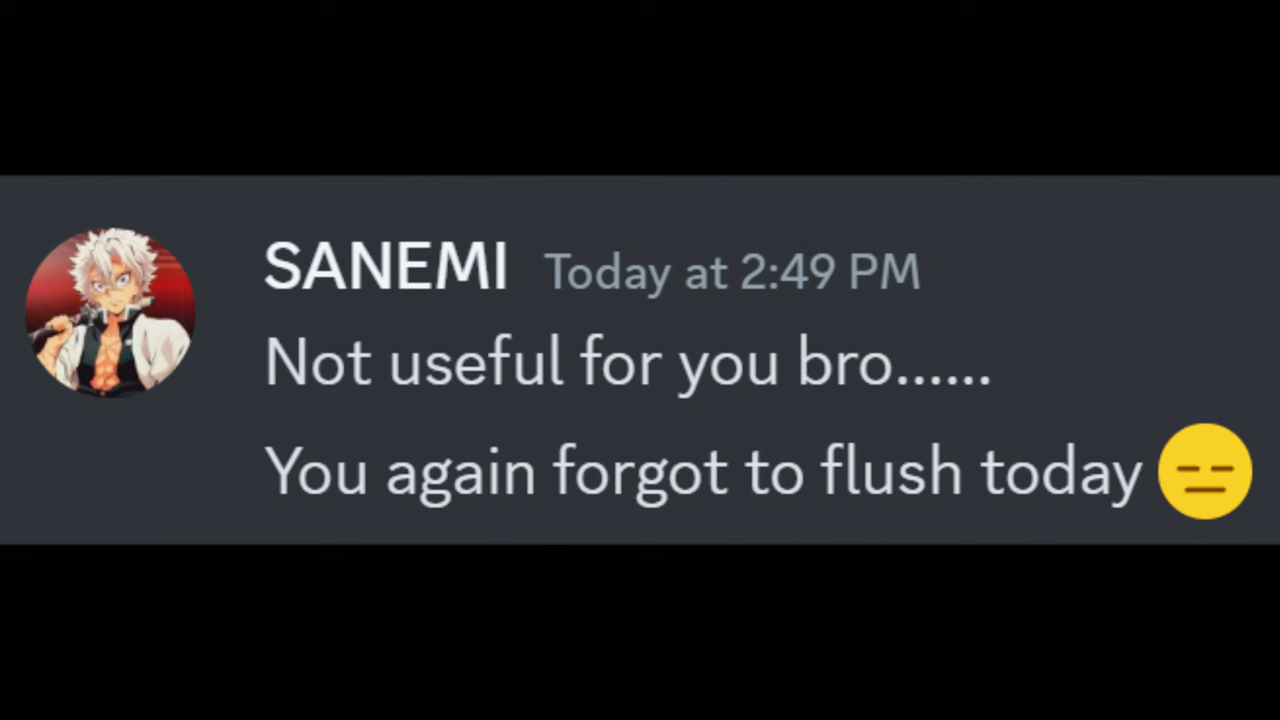 SANEMI Today at 2:49 PM
Not useful for you bro......
You again forgot to flush today 😑